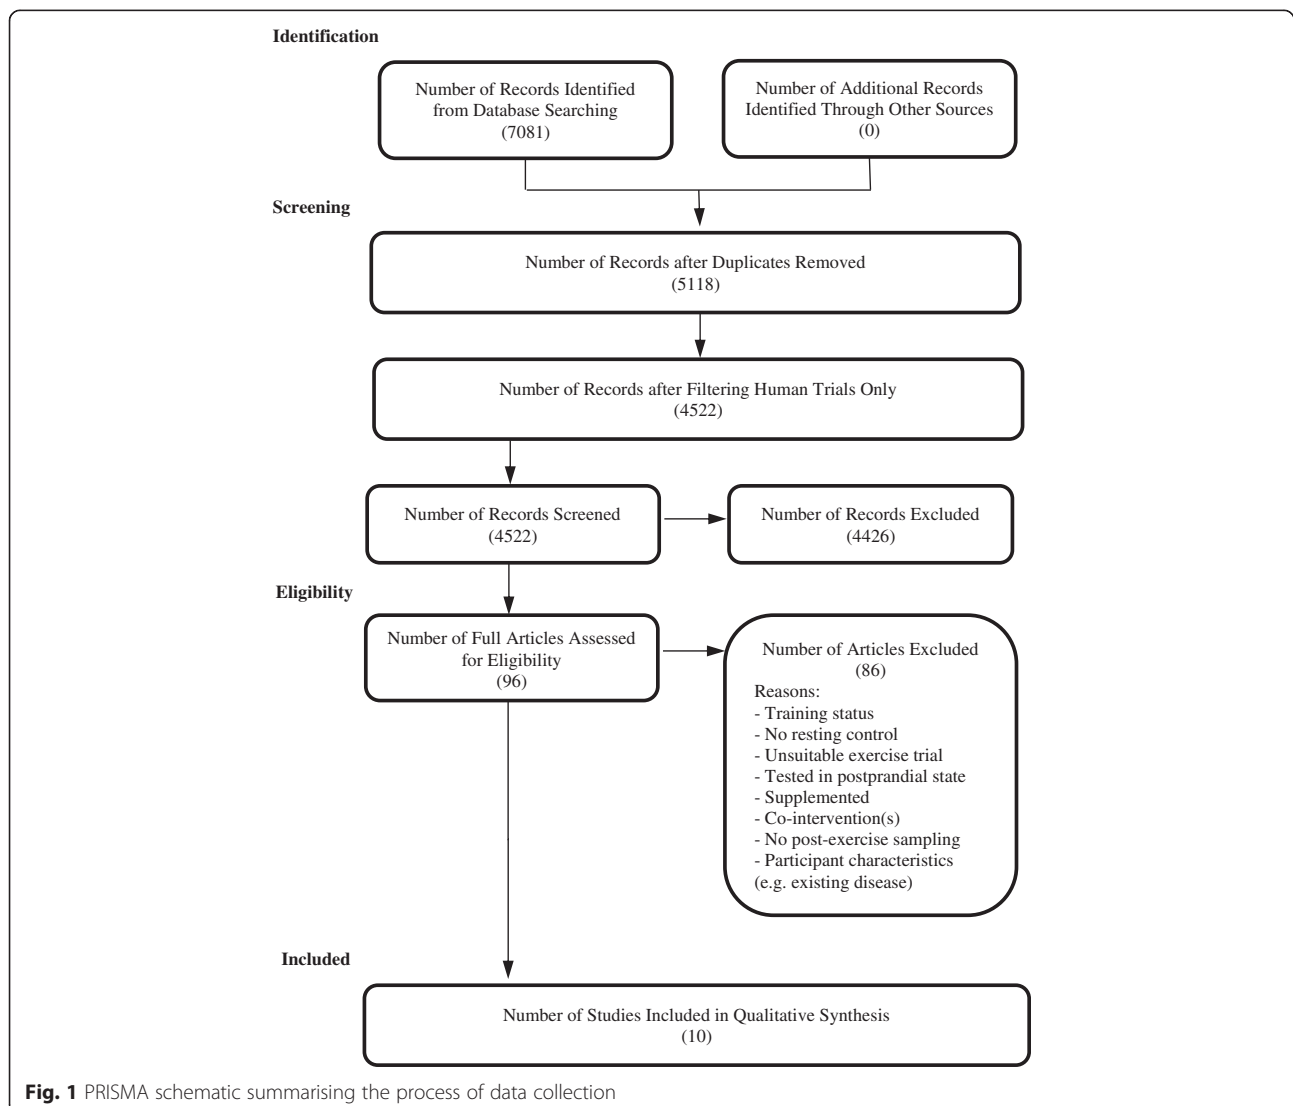 Identification
Number of Records Identified
from Database Searching
(7081)
Number of Additional Records
Identified Through Other Sources
(0)
Screening
Number of Records after Duplicates Removed
(5118)
Number of Records after Filtering Human Trials Only
(4522)
Number of Records Screened
(4522)
Number of Records Excluded
(4426)
Eligibility
Number of Full Articles Assessed
for Eligibility
(96)
Number of Articles Excluded
(86)
Reasons:
- Training status
- No resting control
- Unsuitable exercise trial
- Tested in postprandial state
- Supplemented
- Co-intervention(s)
- No post-exercise sampling
- Participant characteristics
(e.g. existing disease)
Included
Number of Studies Included in Qualitative Synthesis
(10)
Fig. 1 PRISMA schematic summarising the process of data collection